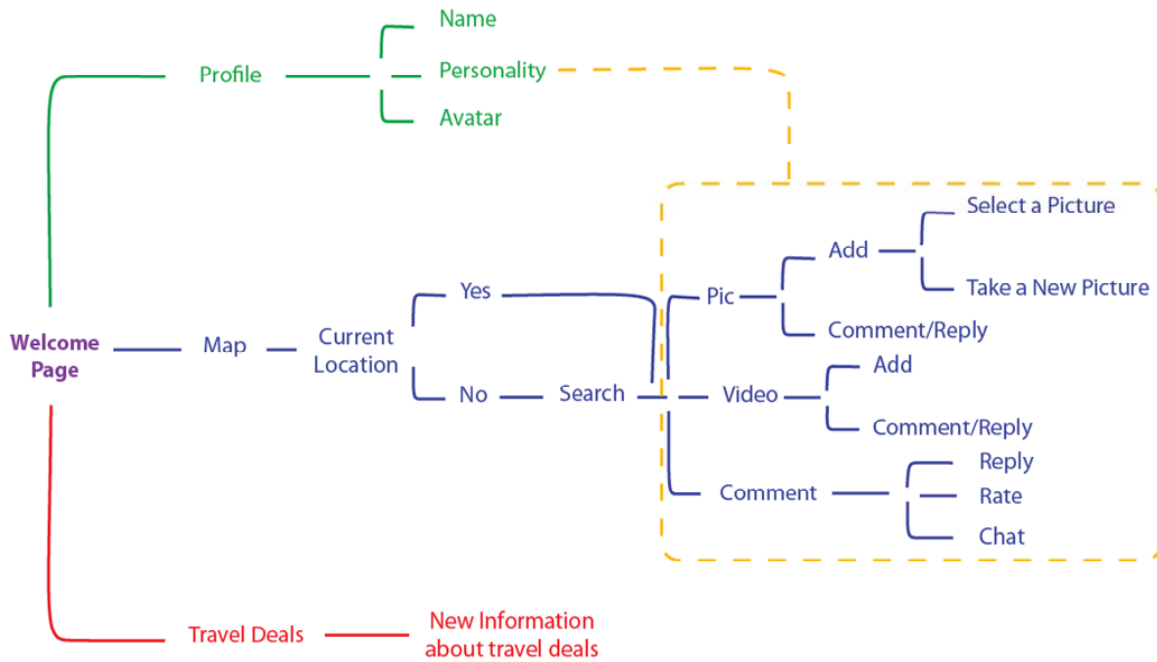 Name
Profile
Personality
Avatar
Select a Picture
Add
Take a New Picture
Yes
Pic
Comment/Reply
Welcome
Page
Map
Current
Location
Add
No
Search
Video
Comment/Reply
Reply
Comment
Rate
Chat
Travel Deals
New Information
about travel deals